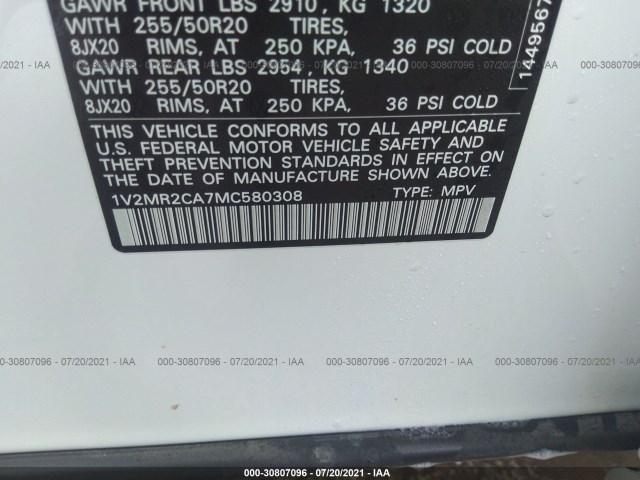 GAWR FRONT LBS 2910, KG 1320
WITH 255/50R20 TIRES,
8JX20 RIMS, AT 250 KPA, 36 PSI COLD
GAWR REAR LBS 2954, KG 1340
WITH 255/50R20 TIRES,
8JX20 RIMS, AT 250 KPA, 36 PSI COLD
THIS VEHICLE CONFORMS TO ALL APPLICABLE
U.S. FEDERAL MOTOR VEHICLE SAFETY AND
THEFT PREVENTION STANDARDS IN EFFECT ON
THE DATE OF MANUFACTURE SHOWN ABOVE.
1V2MR2CA7MC580308 TYPE: MPV
1449567
000-30807096 - 07/20/2021 - IAA